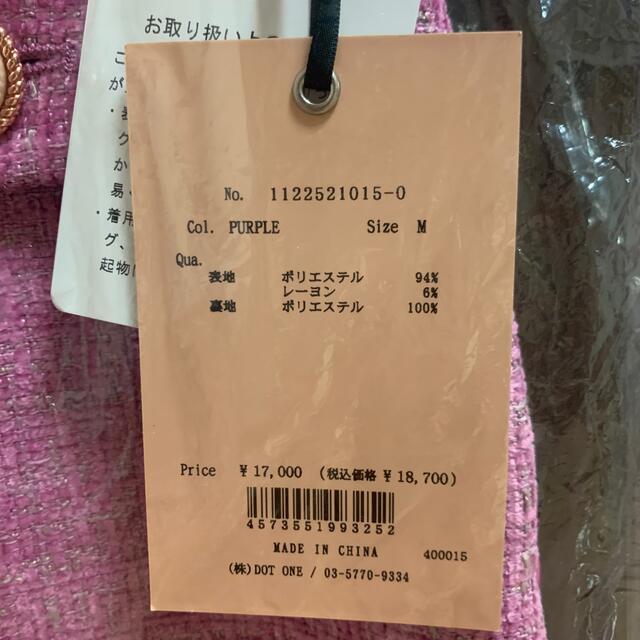 お取り扱い上の
こ
が
か
易
・着用
グ、
起物
No. 1122521015-0
Col. PURPLE Size M
Qua.
表地 ポリエステル 94%
レーヨン 6%
裏地 ポリエステル 100%
Price ¥17,000 (税込価格 ¥18,700)
4573551993252
MADE IN CHINA 400015
(株)DOT ONE / 03-5770-9334